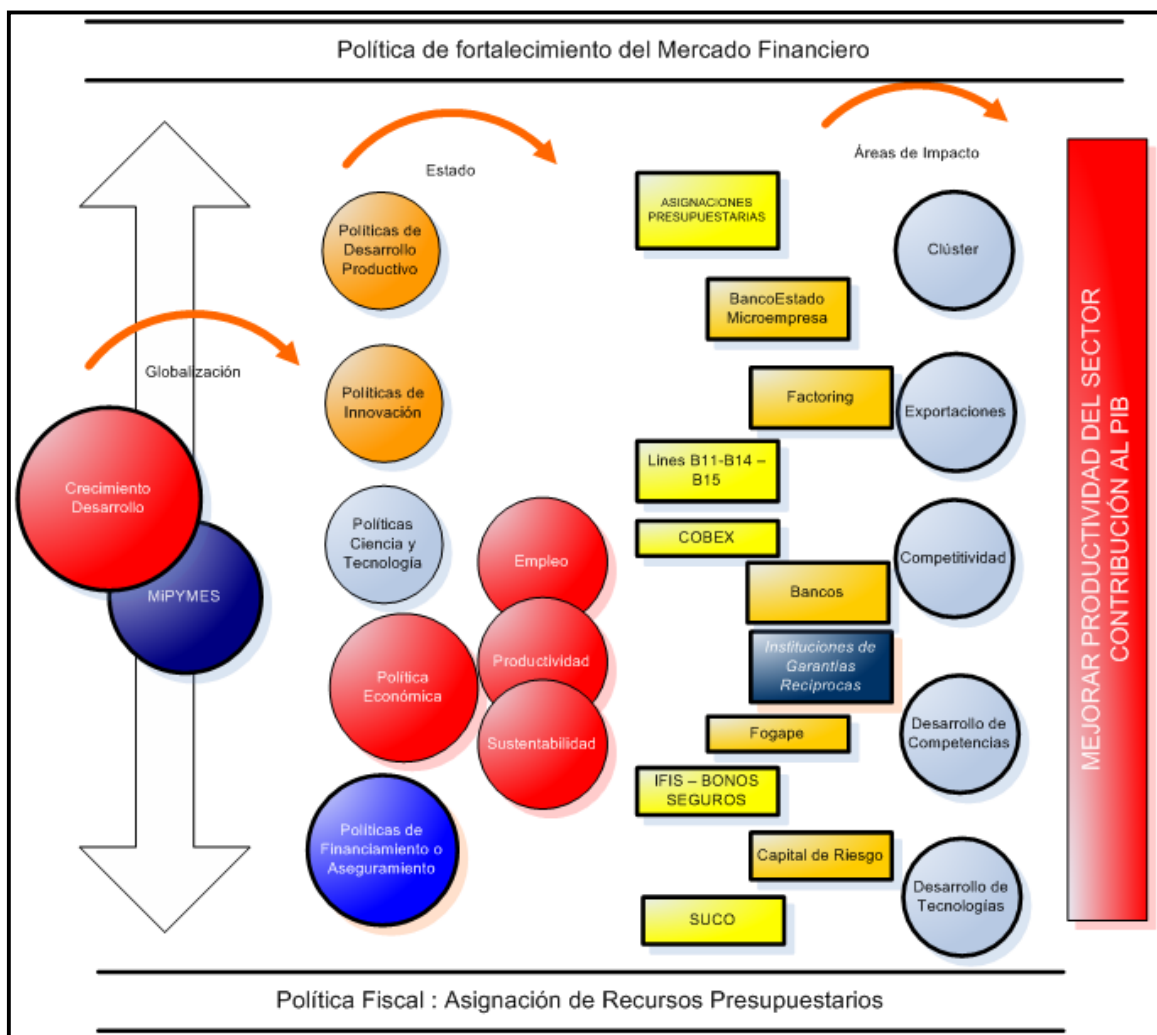 Política de fortalecimiento del Mercado Financiero
Estado
Áreas de Impacto
Globalización
Crecimiento
Desarrollo
MiPYMES
Políticas de
Desarrollo
Productivo
Políticas de
Innovación
Políticas
Ciencia y
Tecnología
Política
Económica
Políticas de
Financiamiento o
Aseguramiento
Empleo
Productividad
Sustentabilidad
ASIGNACIONES
PRESUPUESTARIAS
BancoEstado
Microempresa
Factoring
Lines B11-B14 –
B15
COBEX
Bancos
Instituciones de
Garantías
Recíprocas
Fogape
IFIS – BONOS
SEGUROS
Capital de Riesgo
SUCO
Clúster
Exportaciones
Competitividad
Desarrollo de
Competencias
Desarrollo de
Tecnologías
MEJORAR PRODUCTIVIDAD DEL SECTOR
CONTRIBUCIÓN AL PIB
Política Fiscal : Asignación de Recursos Presupuestarios